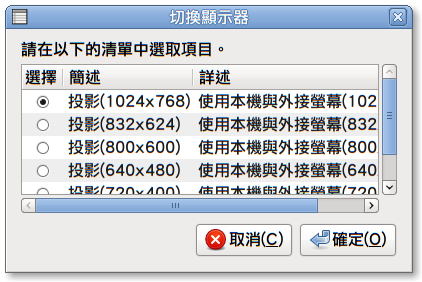 切換顯示器
請在以下的清單中選取項目。
選擇 簡述 詳述
投影(1024x768) 使用本機與外接螢幕(102
投影(832x624) 使用本機與外接螢幕(832
投影(800x600) 使用本機與外接螢幕(800
投影(640x480) 使用本機與外接螢幕(640
投影(720x400) 使用本機與外接螢幕(720
取消(C) 確定(O)